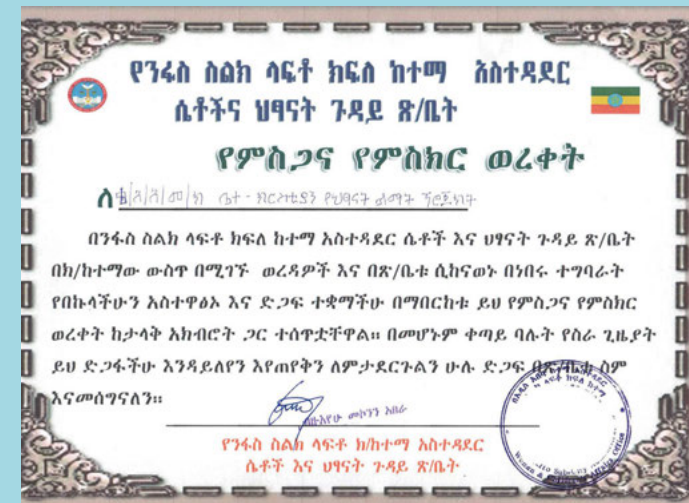 የንፋስ ስልክ ላፍቶ ክፍለ ከተማ አስተዳደር
ሴቶችና ህፃናት ጉዳይ ጽ/ቤት
የምስጋና የምስክር ወረቀት
ለ
በንፋስ ስልክ ላፍቶ ክፍለ ከተማ አስተዳደር ሴቶች እና ህፃናት ጉዳይ ጽ/ቤት
በክ/ከተማው ውስጥ በሚገኙ ወረዳዎች እና በጽ/ቤቱ ሲከናወኑ በነበሩ ተግባራት
የበኩላችሁን አስተዋፅኦ እና ድጋፍ ተቋማችሁ በማበርከቱ ይህ የምስጋና የምስክር
ወረቀት ከታላቅ አክብሮት ጋር ተሰጥቷቸዋል። በመሆኑም ቀጣይ ባሉት የስራ ጊዜያት
ይህ ድጋፋችሁ እንዳይለየን እየጠየቅን ለምታደርጉልን ሁሉ ድጋፍ በጽ/ቤቱ ስም
እናመሰግናለን።
መኮንን አበራ
የንፋስ ስልክ ላፍቶ ክ/ከተማ አስተዳደር
ሴቶች እና ህፃናት ጉዳይ ጽ/ቤት